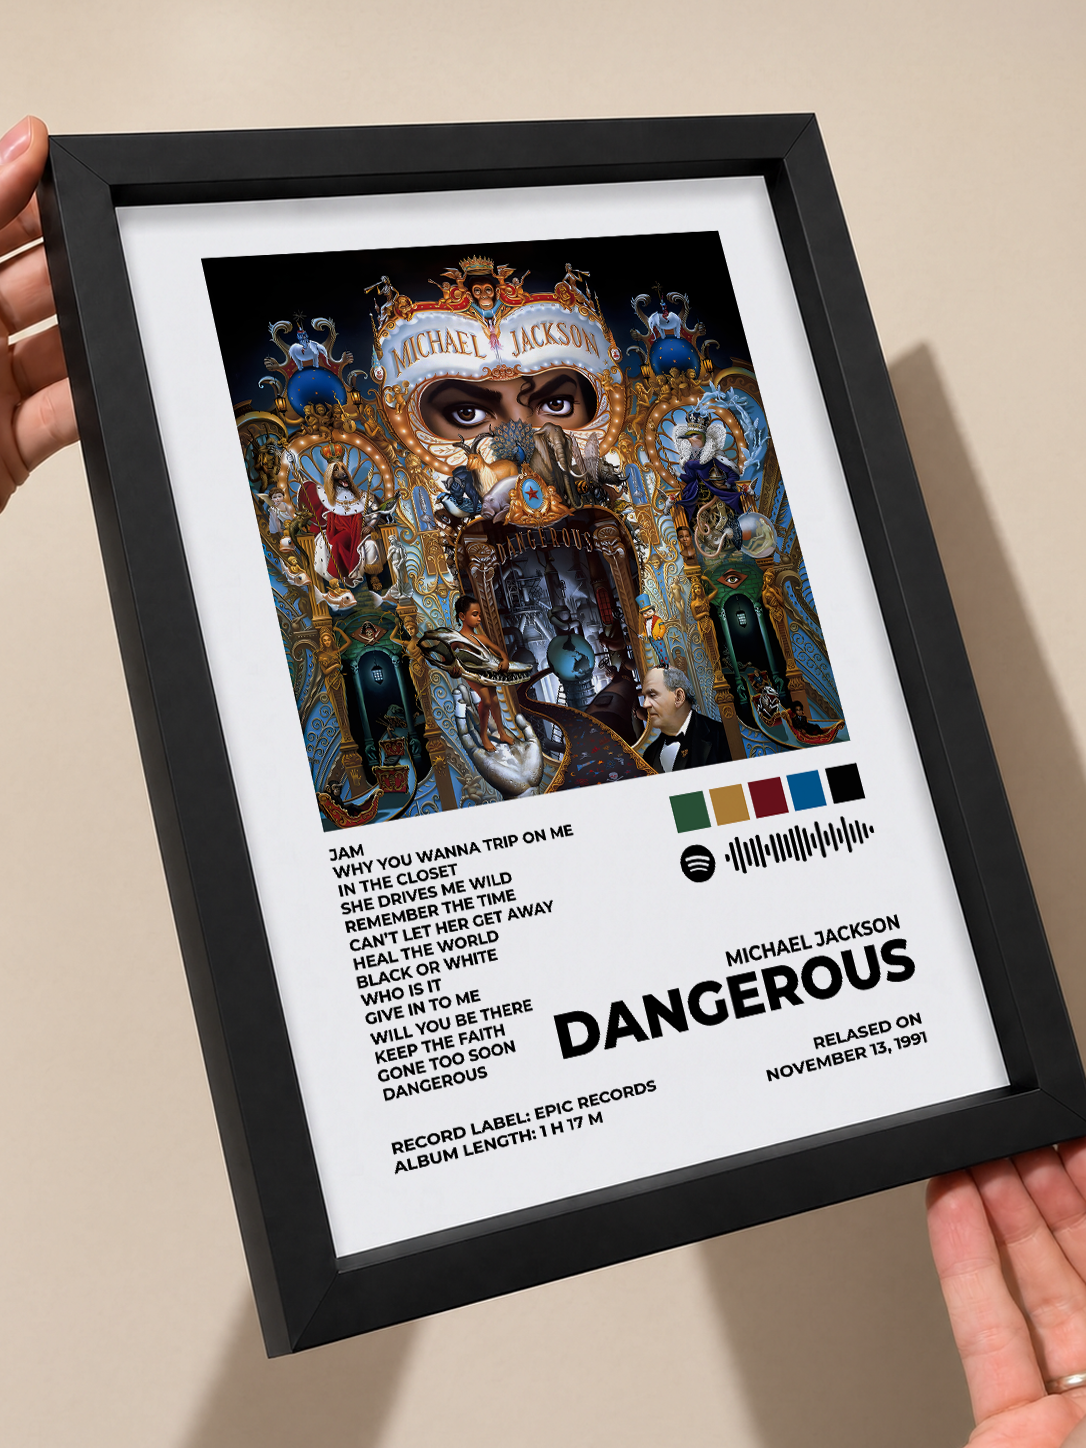 MICHAEL JACKSON
DANGEROUS
JAM
WHY YOU WANNA TRIP ON ME
IN THE CLOSET
SHE DRIVES ME WILD
REMEMBER THE TIME
CAN'T LET HER GET AWAY
HEAL THE WORLD
BLACK OR WHITE
WHO IS IT
GIVE IN TO ME
WILL YOU BE THERE
KEEP THE FAITH
GONE TOO SOON
DANGEROUS
MICHAEL JACKSON
DANGEROUS
RELASED ON
NOVEMBER 13, 1991
RECORD LABEL: EPIC RECORDS
ALBUM LENGTH: 1 H 17 M